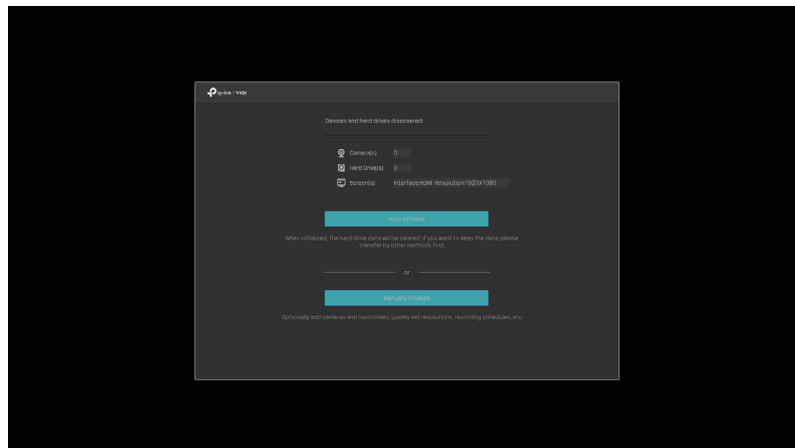 tp-link | VIGI
Devices and hard drives discovered.
Camera(s) 0
Hard Drive(s) 0
Screen(s) Interface:HDMI Resolution:1920X1080
Auto Initialize
When initialized, the hard drive data will be cleared, if you want to keep the data, please
transfer by other methods first.
or
Manually Initialize
Optionally add cameras and hard drives, quickly set resolutions, recording schedules, etc.